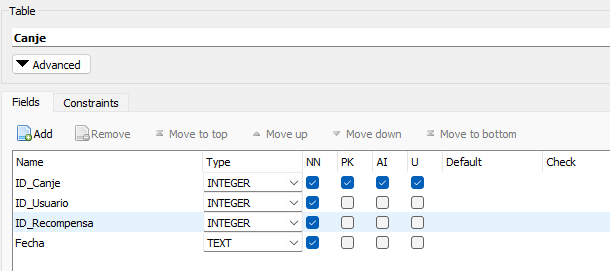 Table
Canje
Advanced
Fields Constraints
Add Remove Move to top Move up Move down Move to bottom
Name Type NN PK AI U Default Check
ID_Canje INTEGER
ID_Usuario INTEGER
ID_Recompensa INTEGER
Fecha TEXT